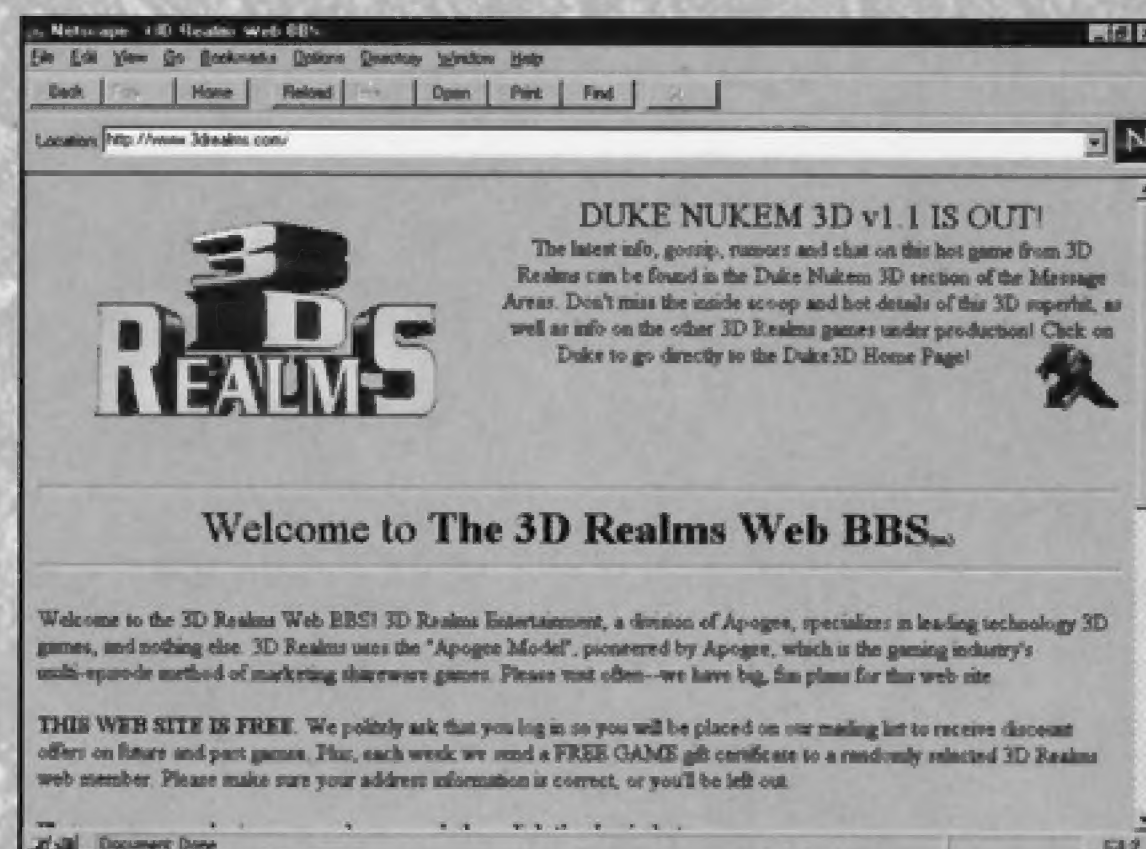 Netscape - [3D Realms Web BBS]
File Edit View Go Bookmarks Options Directory Window Help
Back Home Reload Open Print Find
Location: http://www.3drealms.com/
3D
REALMS
DUKE NUKEM 3D v1.1 IS OUT!
The latest info, gossip, rumors and chat on this hot game from 3D
Realms can be found in the Duke Nukem 3D section of the Message
Areas. Don't miss the inside scoop and hot details of this 3D superhit, as
well as info on the other 3D Realms games under production! Click on
Duke to go directly to the Duke3D Home Page!
Welcome to The 3D Realms Web BBS
Welcome to the 3D Realms Web BBS! 3D Realms Entertainment, a division of Apogee, specializes in leading technology 3D
games, and nothing else. 3D Realms uses the "Apogee Model", pioneered by Apogee, which is the gaming industry's
multi-episode method of marketing shareware games. Please visit often--we have big, fun plans for this web site.
THIS WEB SITE IS FREE. We politely ask that you log in so you will be placed on our mailing list to receive discount
offers on future and past games. Plus, each week we send a FREE GAME gift certificate to a randomly selected 3D Realms
web member. Please make sure your address information is correct, or you'll be left out.
Document: Done